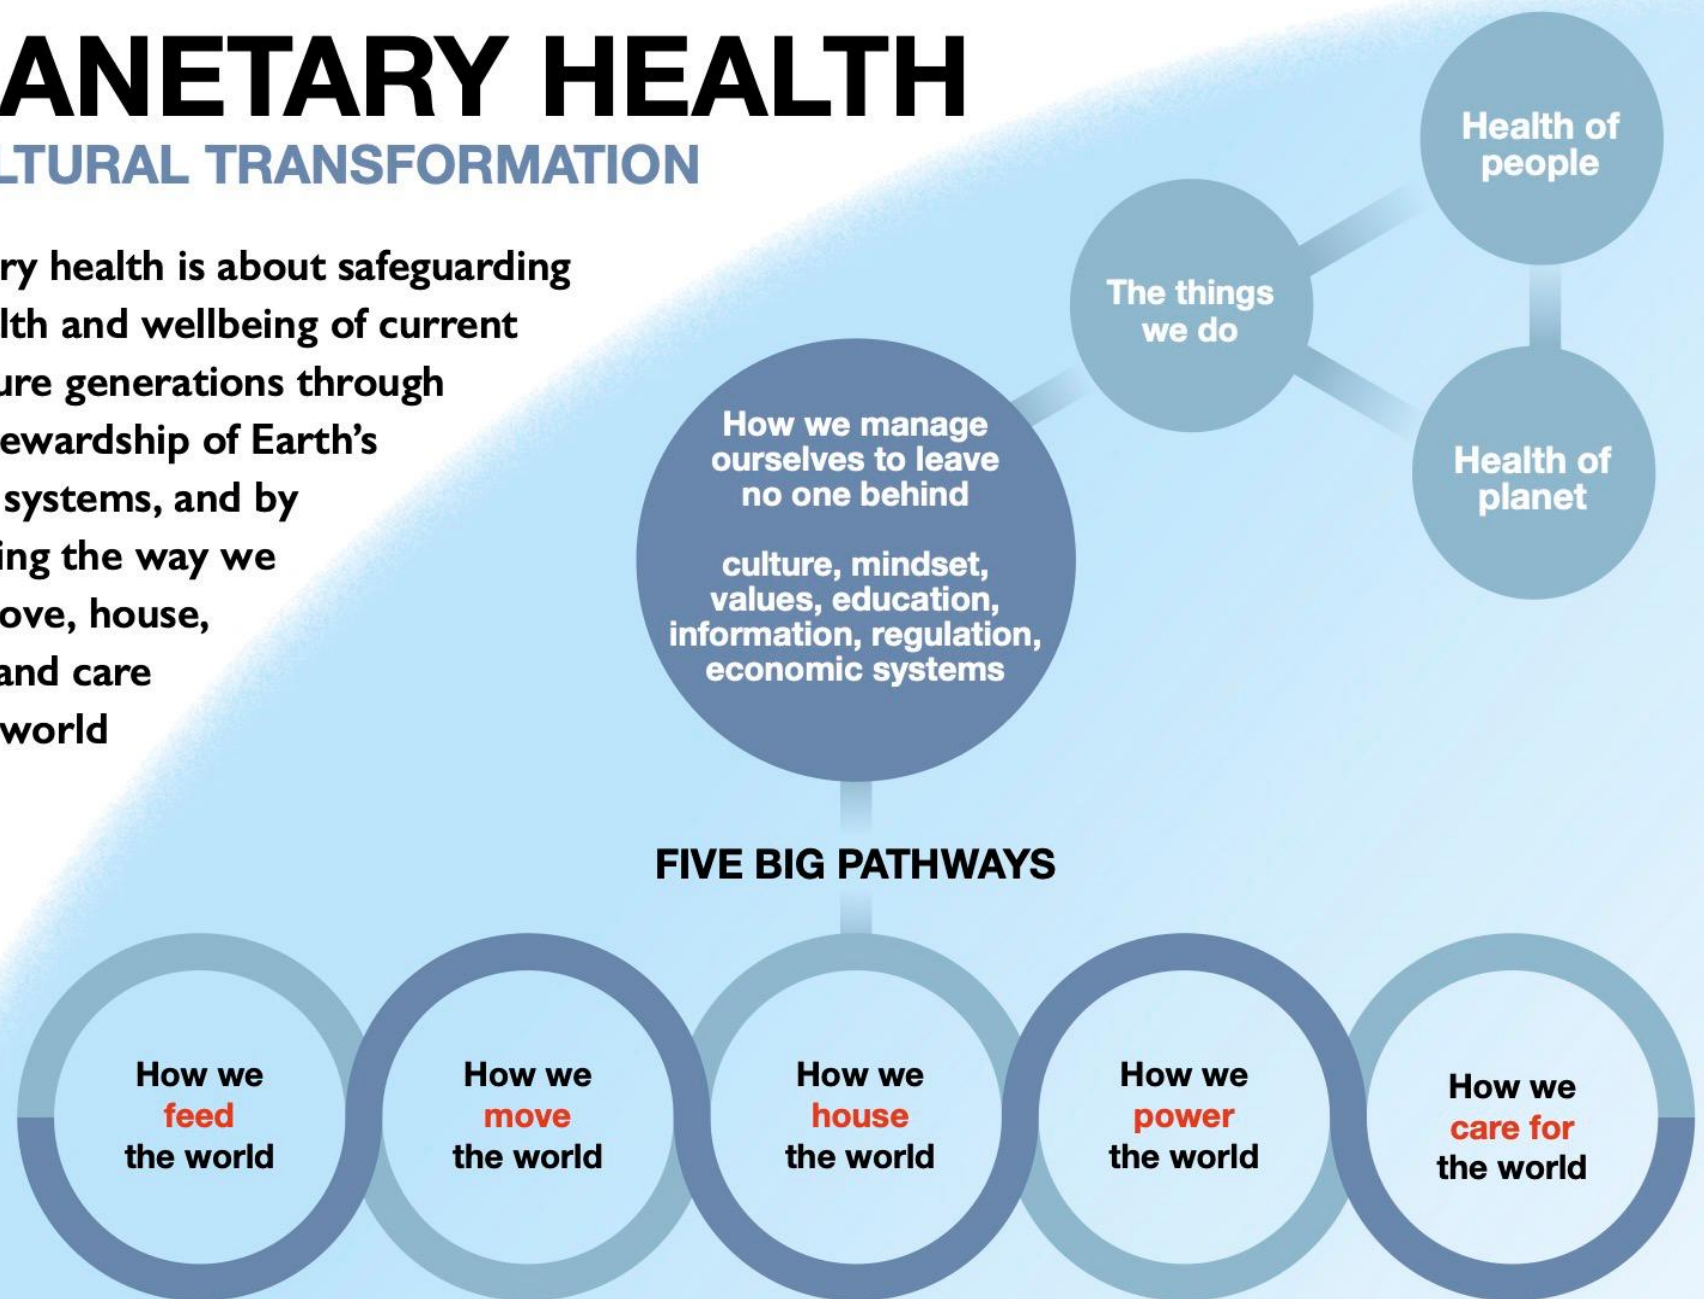 ANETARY HEALTH
LTURAL TRANSFORMATION
ry health is about safeguarding
lth and wellbeing of current
ure generations through
ewardship of Earth's
systems, and by
ing the way we
ove, house,
and care
world
Health of
people
The things
we do
Health of
planet
How we manage
ourselves to leave
no one behind
culture, mindset,
values, education,
information, regulation,
economic systems
FIVE BIG PATHWAYS
How we
feed
the world
How we
move
the world
How we
house
the world
How we
power
the world
How we
care for
the world